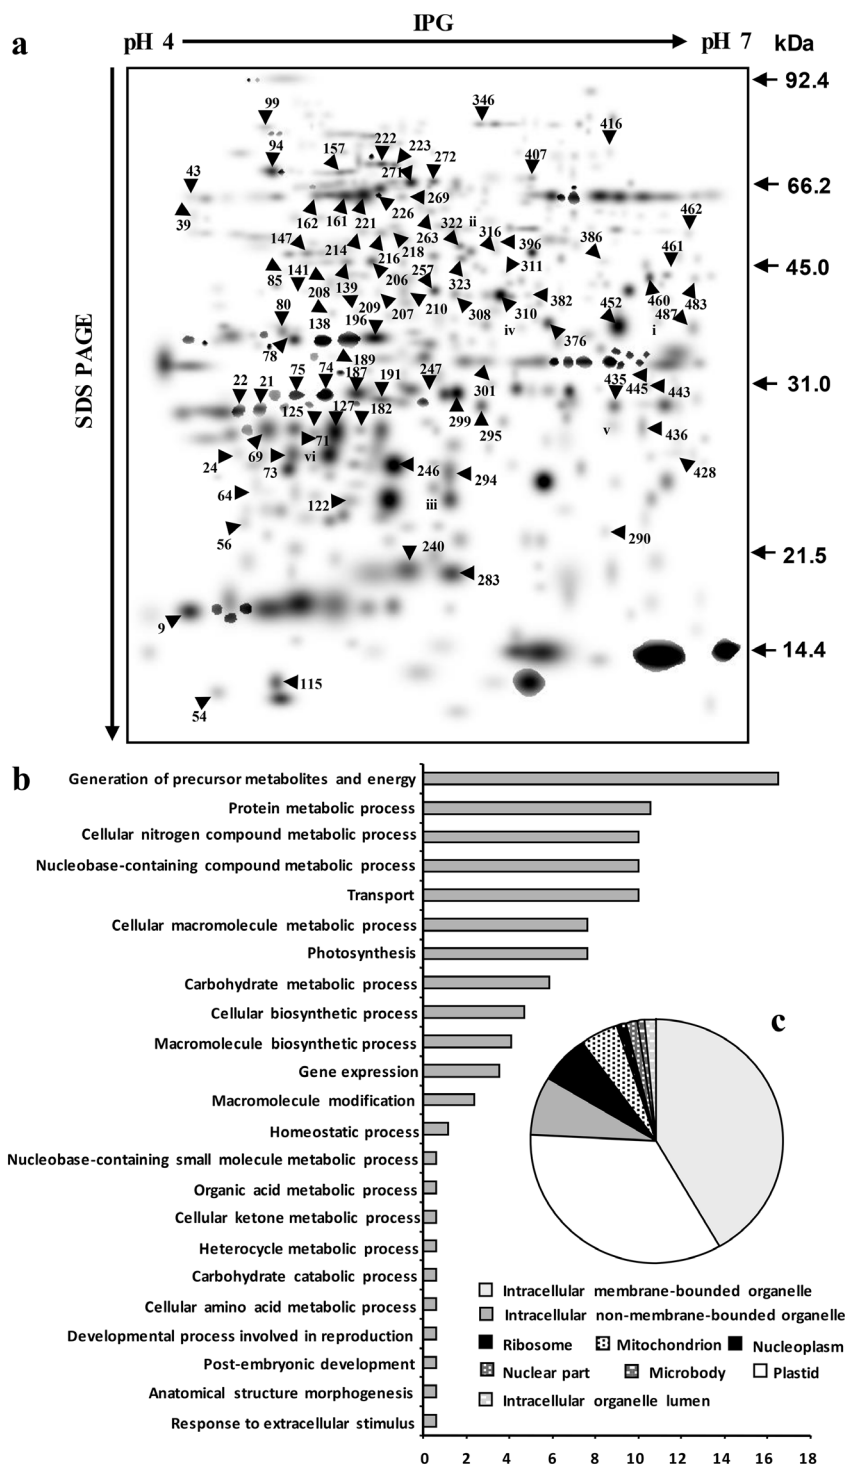 a
IPG
pH 4
pH 7
kDa
SDS PAGE
92.4
66.2
45.0
31.0
21.5
14.4
99
346
416
94
157
222
223
271
272
407
43
39
162
161
221
226
269
462
147
214
216
218
263
322
ii
316
396
386
461
85
141
208
139
206
257
323
311
80
138
209
196
207
210
308
310
382
452
460
483
487
78
189
iv
376
i
22
21
75
74
187
191
247
301
435
445
443
125
127
182
299
295
v
436
69
71
vi
24
73
246
294
428
64
122
iii
56
240
290
283
9
115
54
b
Generation of precursor metabolites and energy
Protein metabolic process
Cellular nitrogen compound metabolic process
Nucleobase-containing compound metabolic process
Transport
Cellular macromolecule metabolic process
Photosynthesis
Carbohydrate metabolic process
Cellular biosynthetic process
Macromolecule biosynthetic process
Gene expression
Macromolecule modification
Homeostatic process
Nucleobase-containing small molecule metabolic process
Organic acid metabolic process
Cellular ketone metabolic process
Heterocycle metabolic process
Carbohydrate catabolic process
Cellular amino acid metabolic process
Developmental process involved in reproduction
Post-embryonic development
Anatomical structure morphogenesis
Response to extracellular stimulus
0 2 4 6 8 10 12 14 16 18
c
Intracellular membrane-bounded organelle
Intracellular non-membrane-bounded organelle
Ribosome Mitochondrion Nucleoplasm
Nuclear part Microbody Plastid
Intracellular organelle lumen